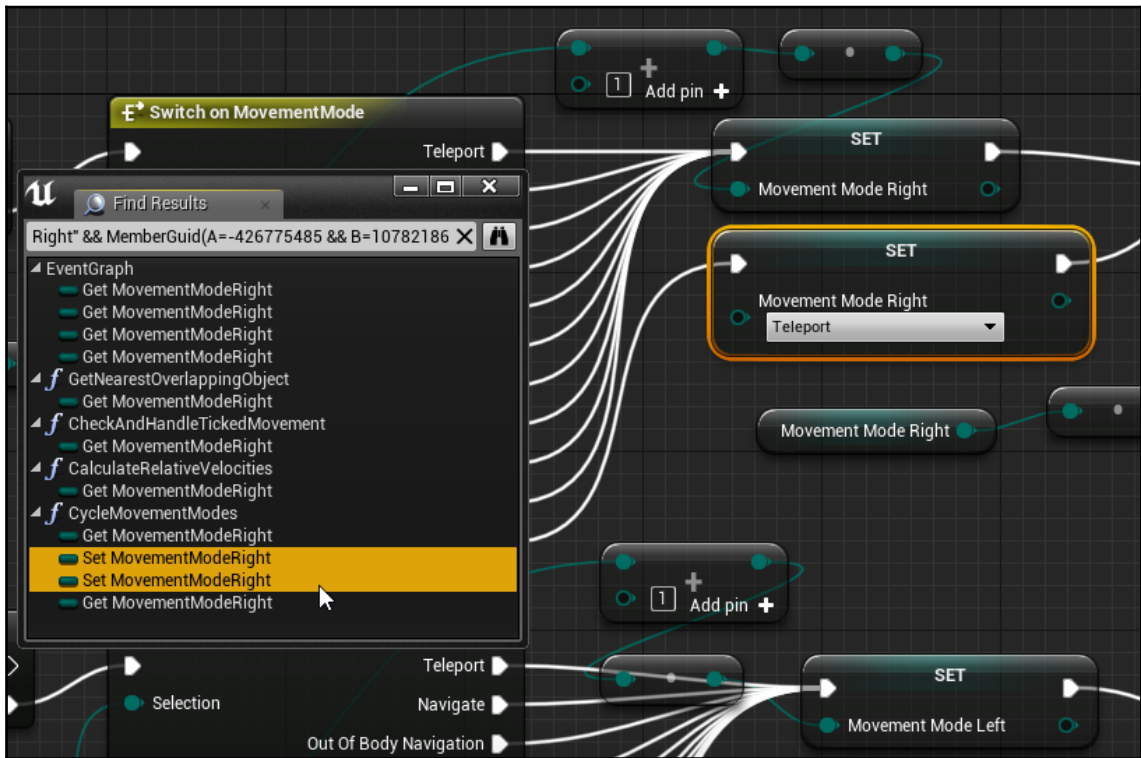 1
Add pin
Switch on MovementMode
Teleport
SET
Movement Mode Right
Find Results
Right" && MemberGuid(A=-426775485 && B=10782186
EventGraph
Get MovementModeRight
Get MovementModeRight
Get MovementModeRight
Get MovementModeRight
GetNearestOverlappingObject
Get MovementModeRight
CheckAndHandleTickedMovement
Get MovementModeRight
CalculateRelativeVelocities
Get MovementModeRight
CycleMovementModes
Get MovementModeRight
Set MovementModeRight
Set MovementModeRight
Get MovementModeRight
SET
Movement Mode Right
Teleport
Movement Mode Right
1
Add pin
Teleport
Selection
Navigate
Out Of Body Navigation
SET
Movement Mode Left